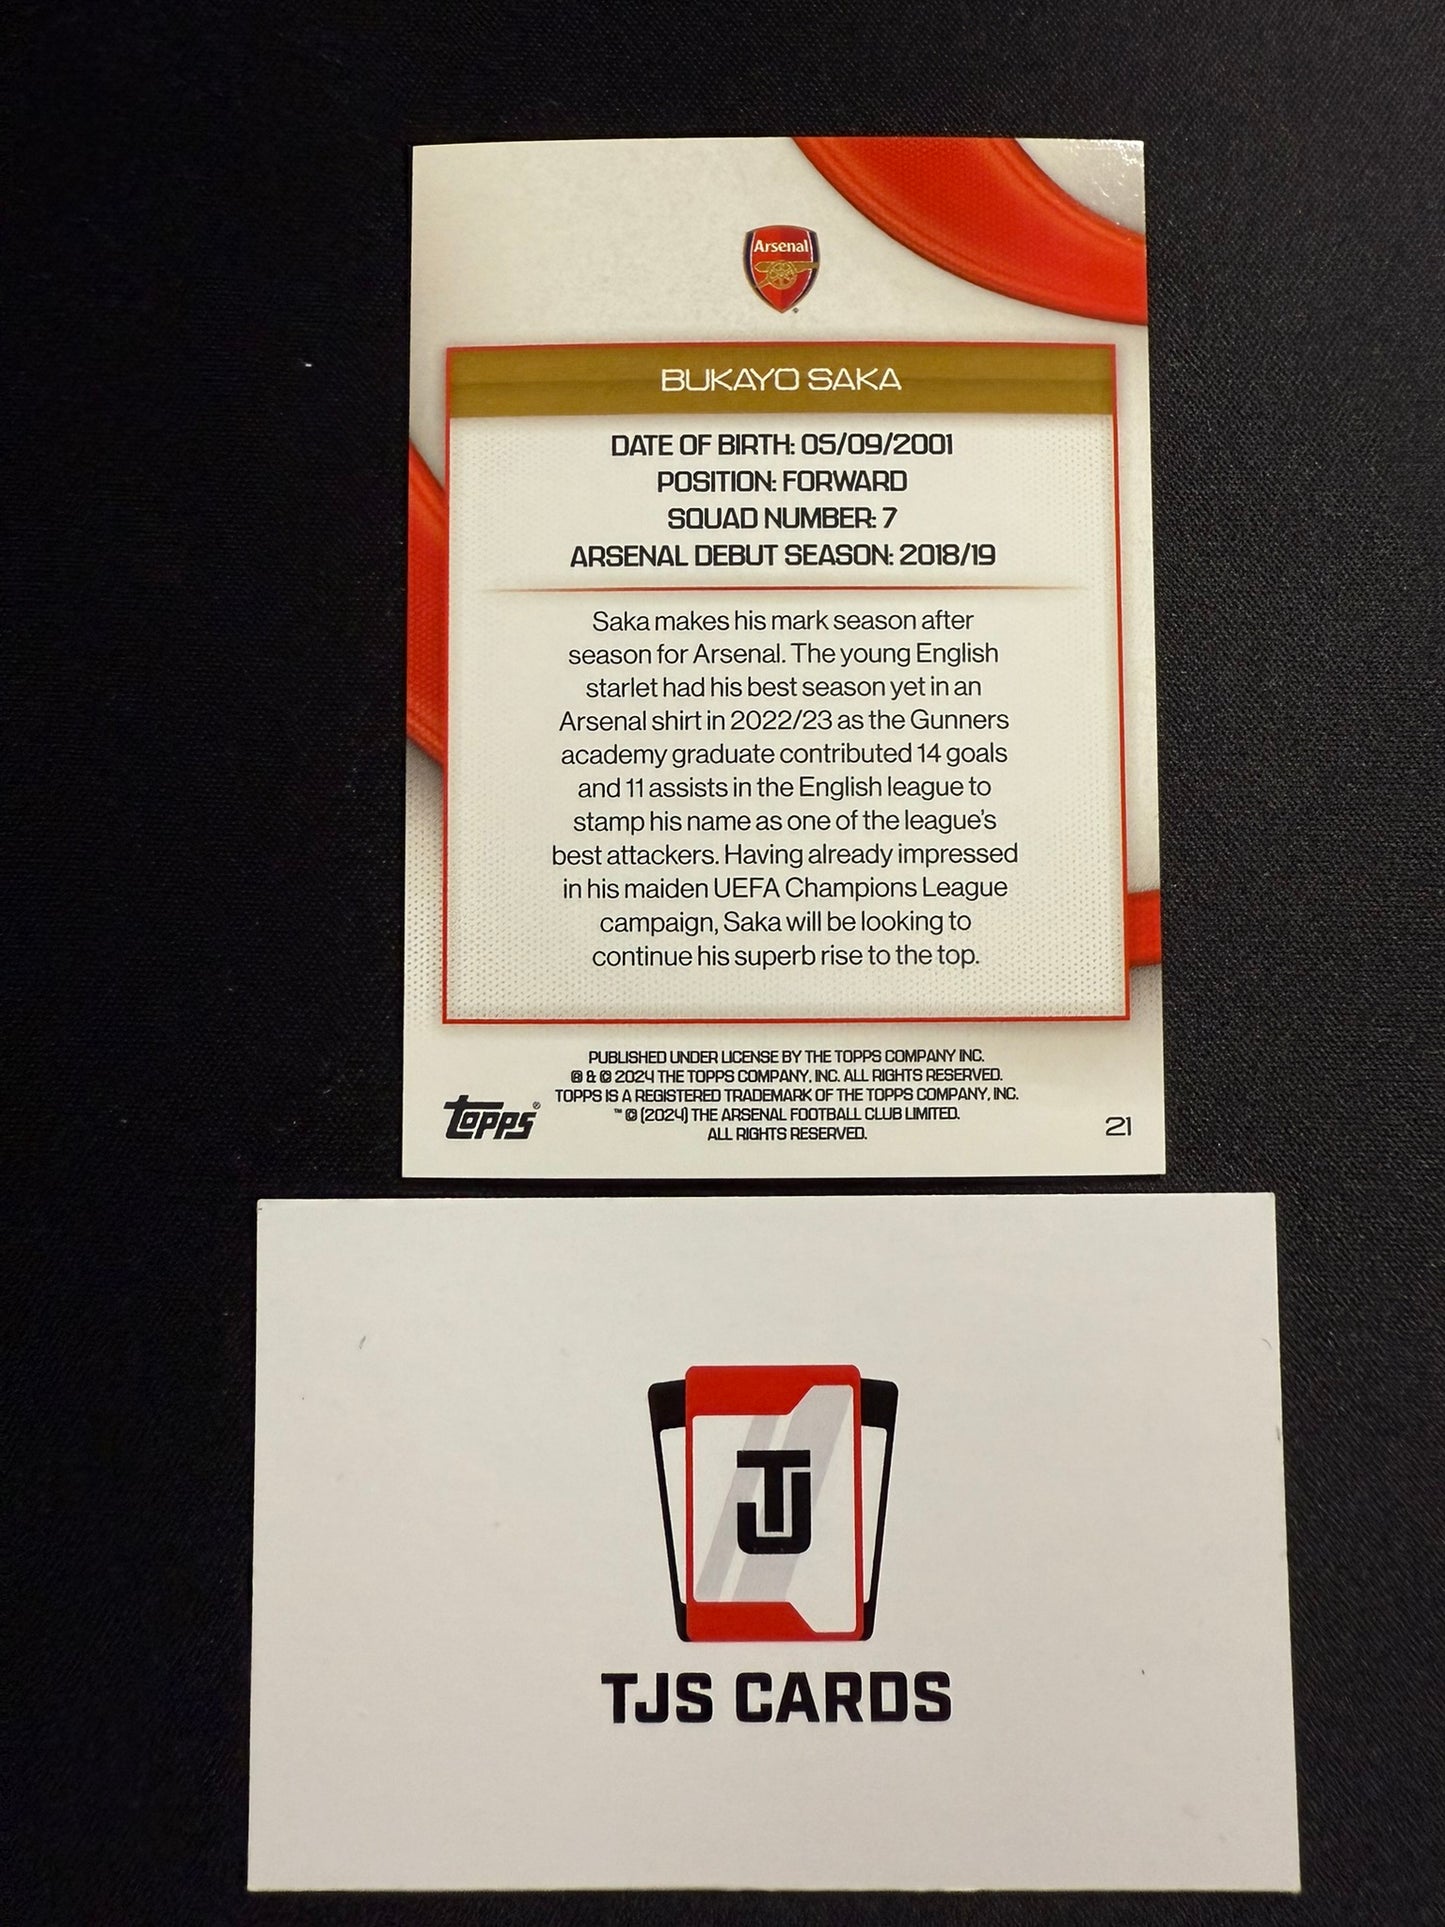 Arsenal
BUKAYO SAKA
DATE OF BIRTH: 05/09/2001
POSITION: FORWARD
SQUAD NUMBER: 7
ARSENAL DEBUT SEASON: 2018/19
Saka makes his mark season after
season for Arsenal. The young English
starlet had his best season yet in an
Arsenal shirt in 2022/23 as the Gunners
academy graduate contributed 14 goals
and 11 assists in the English league to
stamp his name as one of the league's
best attackers. Having already impressed
in his maiden UEFA Champions League
campaign, Saka will be looking to
continue his superb rise to the top.
PUBLISHED UNDER LICENSE BY THE TOPPS COMPANY INC.
® & © 2024 THE TOPPS COMPANY, INC. ALL RIGHTS RESERVED.
TOPPS IS A REGISTERED TRADEMARK OF THE TOPPS COMPANY, INC.
™ © (2024) THE ARSENAL FOOTBALL CLUB LIMITED.
ALL RIGHTS RESERVED.
Topps®
21
TJ
TJS CARDS